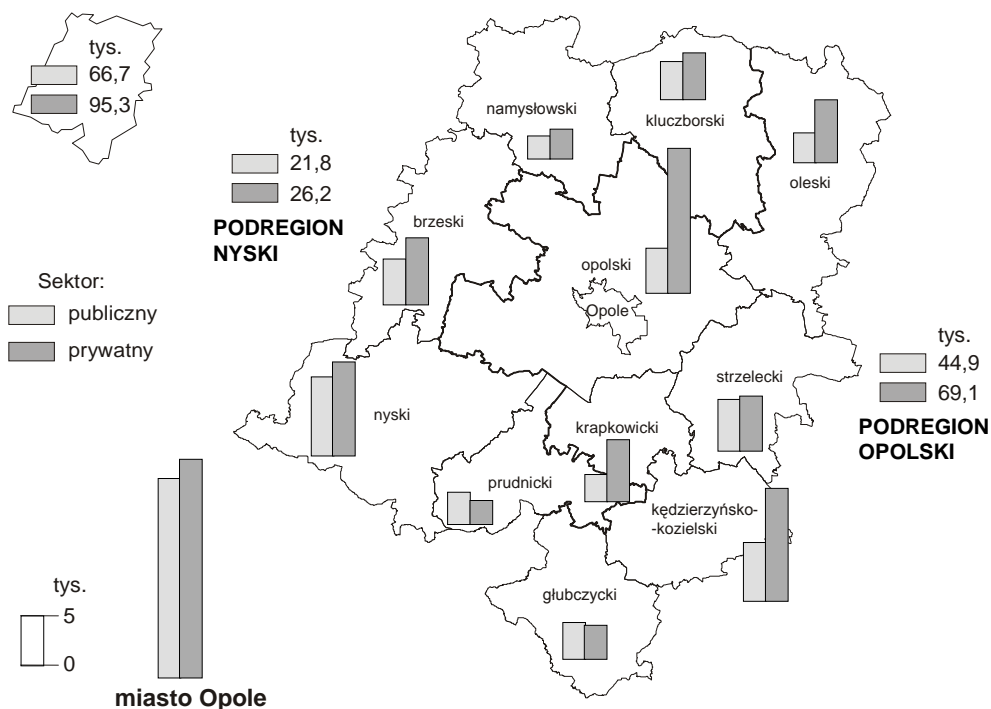 tys.
66,7
95,3
tys.
21,8
26,2
PODREGION
NYSKI
Sektor:
publiczny
prywatny
namysłowski
kluczborski
oleski
brzeski
opolski
Opole
tys.
44,9
69,1
PODREGION
OPOLSKI
strzelecki
nyski
krapkowicki
prudnicki
kędzierzyńsko-
-kozielski
głubczycki
tys.
5
0
miasto Opole